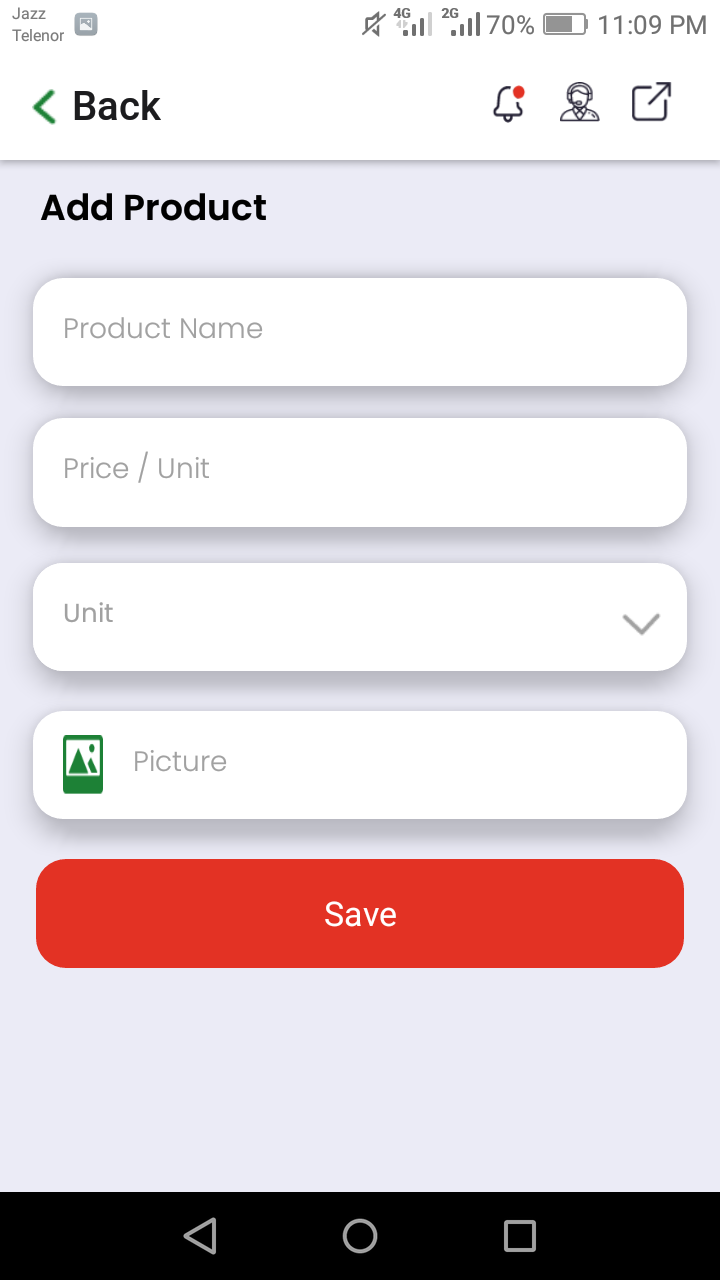 Jazz
Telenor
4G 2G 70% 11:09 PM
Back
Add Product
Product Name
Price / Unit
Unit
Picture
Save